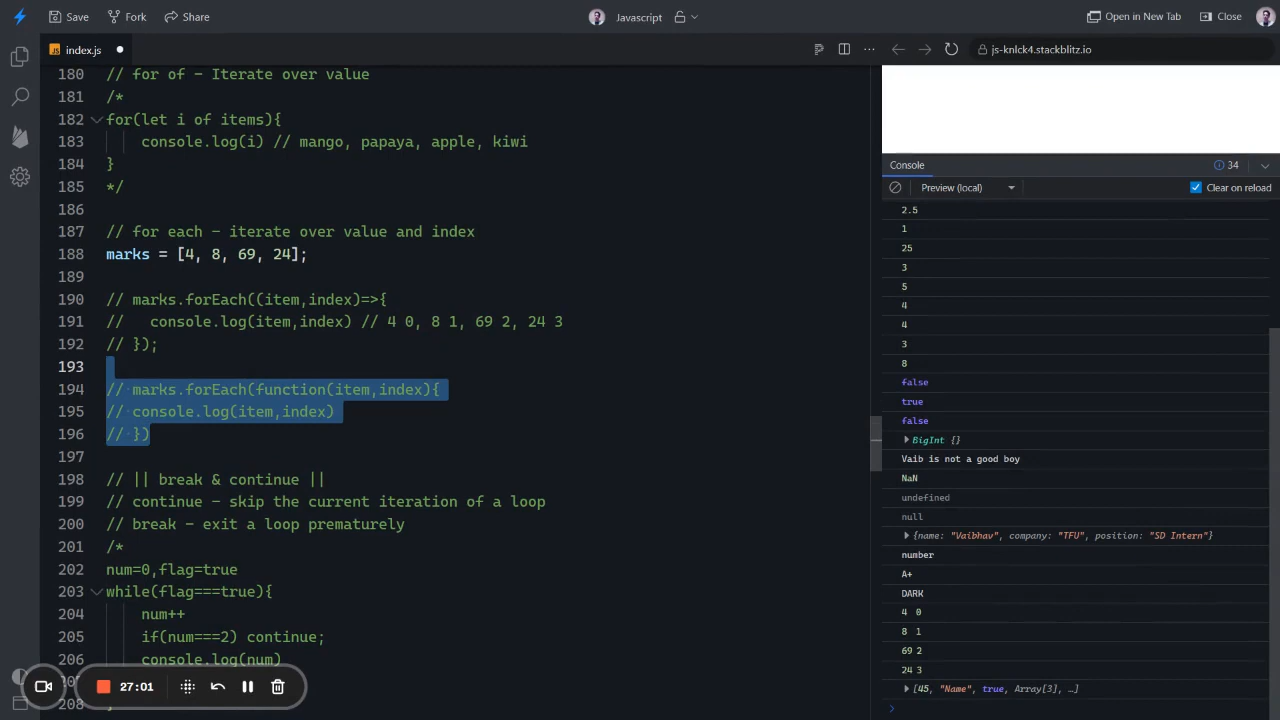 Save Fork Share Javascript Open in New Tab Close
index.js js-knlck4.stackblitz.io
180 // for of - Iterate over value
181 /*
182 for(let i of items){
183 console.log(i) // mango, papaya, apple, kiwi
184 }
185 */
186
187 // for each - iterate over value and index
188 marks = [4, 8, 69, 24];
189
190 // marks.forEach((item,index)=>{
191 //   console.log(item,index) // 4 0, 8 1, 69 2, 24 3
192 // });
193
194 // marks.forEach(function(item,index){
195 // console.log(item,index)
196 // })
197
198 // || break & continue ||
199 // continue - skip the current iteration of a loop
200 // break - exit a loop prematurely
201 /*
202 num=0,flag=true
203 while(flag===true){
204 num++
205 if(num===2) continue;
206 console.log(num)
208
27:01
Console 34
Preview (local) Clear on reload
2.5
1
25
3
5
4
4
3
8
false
true
false
BigInt {}
Vaib is not a good boy
NaN
undefined
null
{name: "Vaibhav", company: "TFU", position: "SD Intern"}
number
A+
DARK
4 0
8 1
69 2
24 3
[45, "Name", true, Array[3], …]